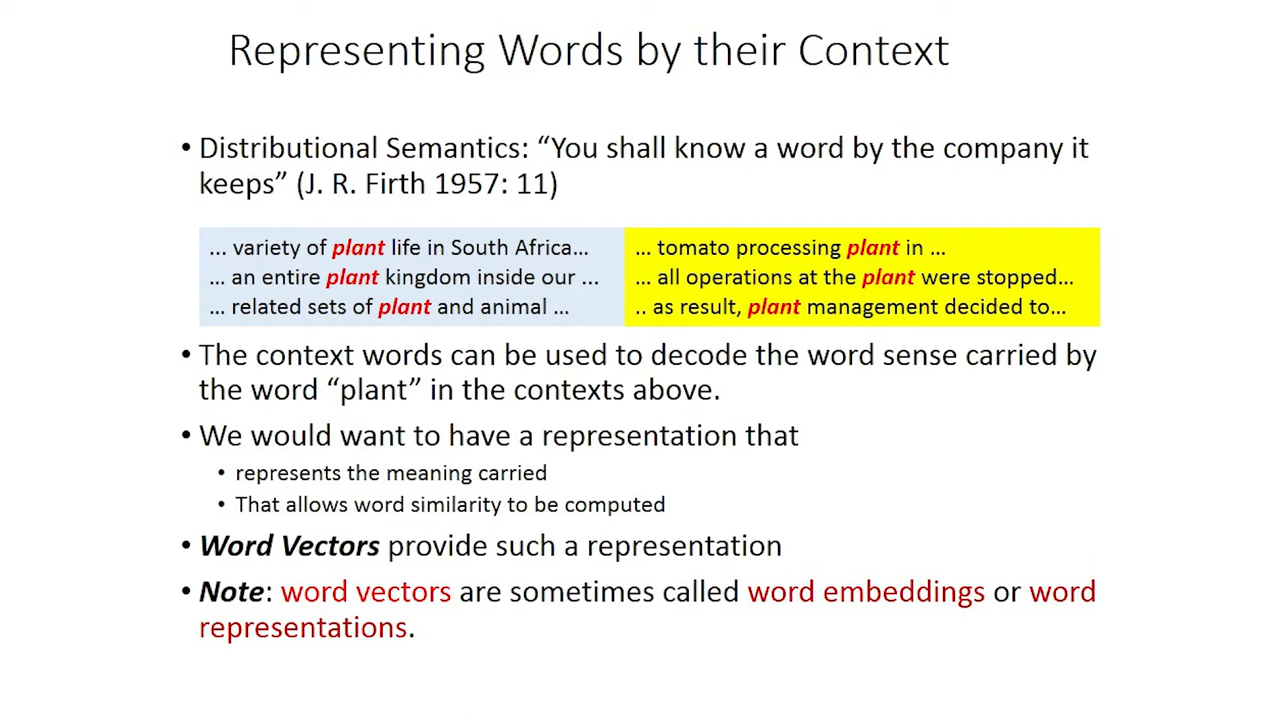 Representing Words by their Context
• Distributional Semantics: “You shall know a word by the company it
keeps” (J. R. Firth 1957: 11)
... variety of plant life in South Africa...
... an entire plant kingdom inside our ...
... related sets of plant and animal ...
... tomato processing plant in ...
... all operations at the plant were stopped...
.. as result, plant management decided to...
• The context words can be used to decode the word sense carried by
the word “plant” in the contexts above.
• We would want to have a representation that
• represents the meaning carried
• That allows word similarity to be computed
• Word Vectors provide such a representation
• Note: word vectors are sometimes called word embeddings or word
representations.